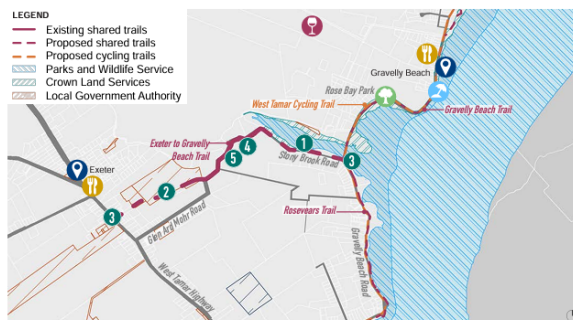 LEGEND
Existing shared trails
Proposed shared trails
Proposed cycling trails
Parks and Wildlife Service
Crown Land Services
Local Government Authority
Gravelly Beach
Rose Bay Park
West Tamar Cycling Trail
Gravelly Beach Trail
Exeter to Gravelly
Beach Trail
4
1
5
Stony Brook Road
3
Exeter
2
3
Rosevears Trail
Glen Ard Mohr Road
Gravelly Beach Road
West Tamar Highway